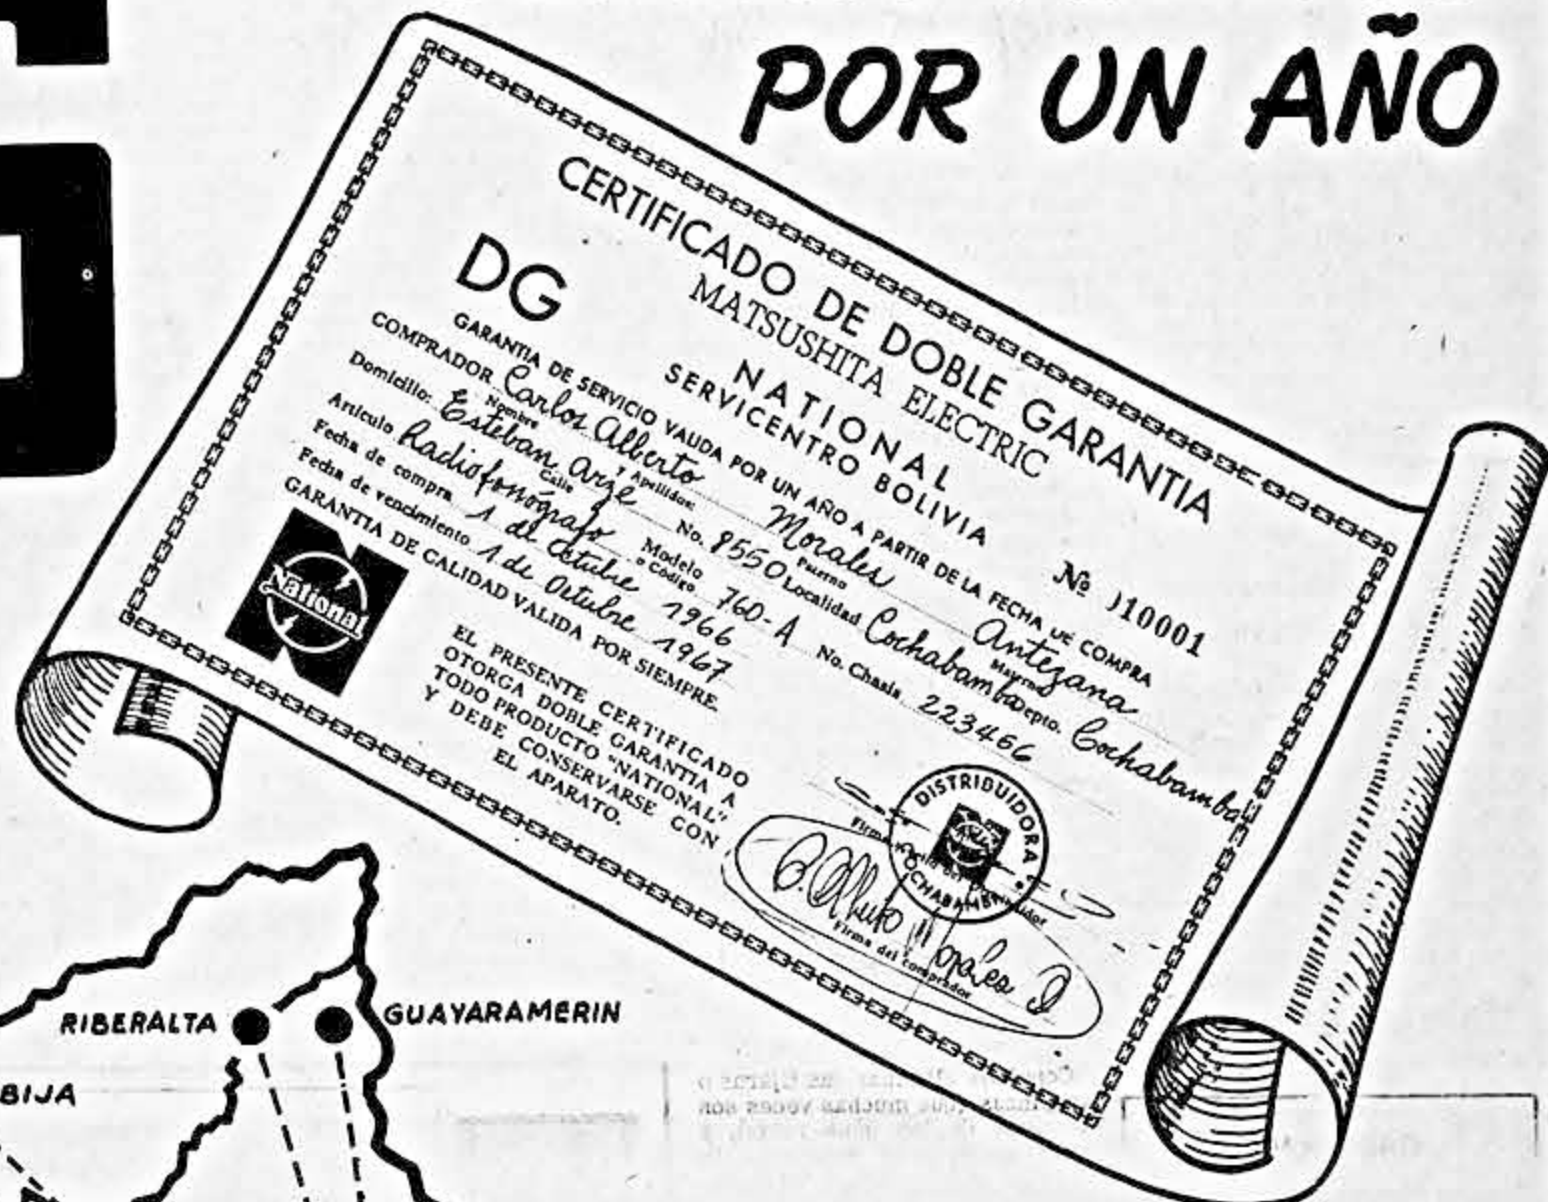 POR UN AÑO
CERTIFICADO DE DOBLE GARANTIA
MATSUSHITA ELECTRIC
DG
NATIONAL
SERVICENTRO BOLIVIA
Nº 10001
GARANTIA DE SERVICIO VALIDA POR UN AÑO A PARTIR DE LA FECHA DE COMPRA
COMPRADOR Carlos Alberto Morales Antezana
Nombre Apellidos: Paterno Materno
Domicilio: Esteban Arze No. 8550 Localidad Cochabamba Depto. Cochabamba
Calle
Artículo Radiofonógrafo Modelo o Código 760-A No. Chasis 223466
Fecha de compra 1 de Octubre 1966
Fecha de vencimiento 1 de Octubre 1967
GARANTIA DE CALIDAD VALIDA POR SIEMPRE
National
EL PRESENTE CERTIFICADO
OTORGA DOBLE GARANTIA A
TODO PRODUCTO "NATIONAL"
Y DEBE CONSERVARSE CON
EL APARATO.
DISTRIBUIDORA
COCHABAMBA
Firma
Alberto Morales
Firma del Comprador
RIBERALTA
GUAYARAMERIN
BIJA